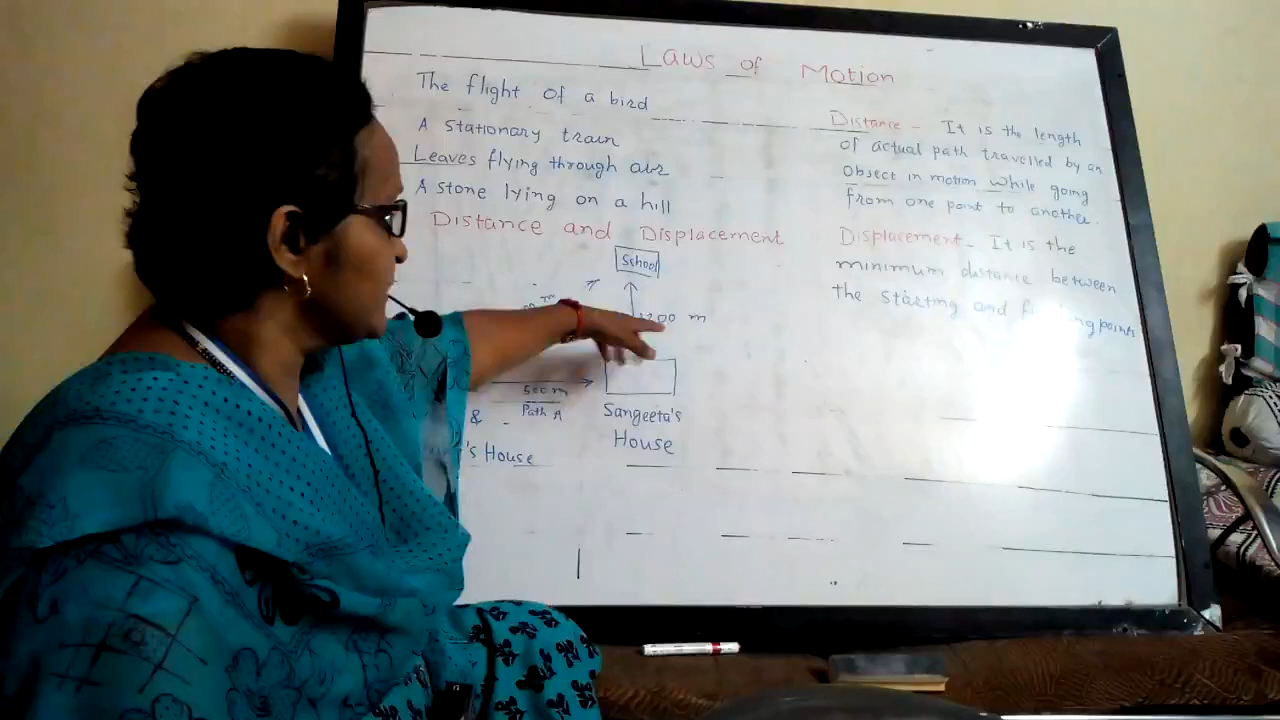 Laws of Motion
The flight of a bird
A stationary train
Leaves flying through air
A stone lying on a hill
Distance and Displacement
School
1200 m
500 m
Path A
&
's House
Sangeeta's
House
Distance - It is the length
of actual path travelled by an
object in motion while going
from one point to another.
Displacement - It is the
minimum distance between
the starting and
points